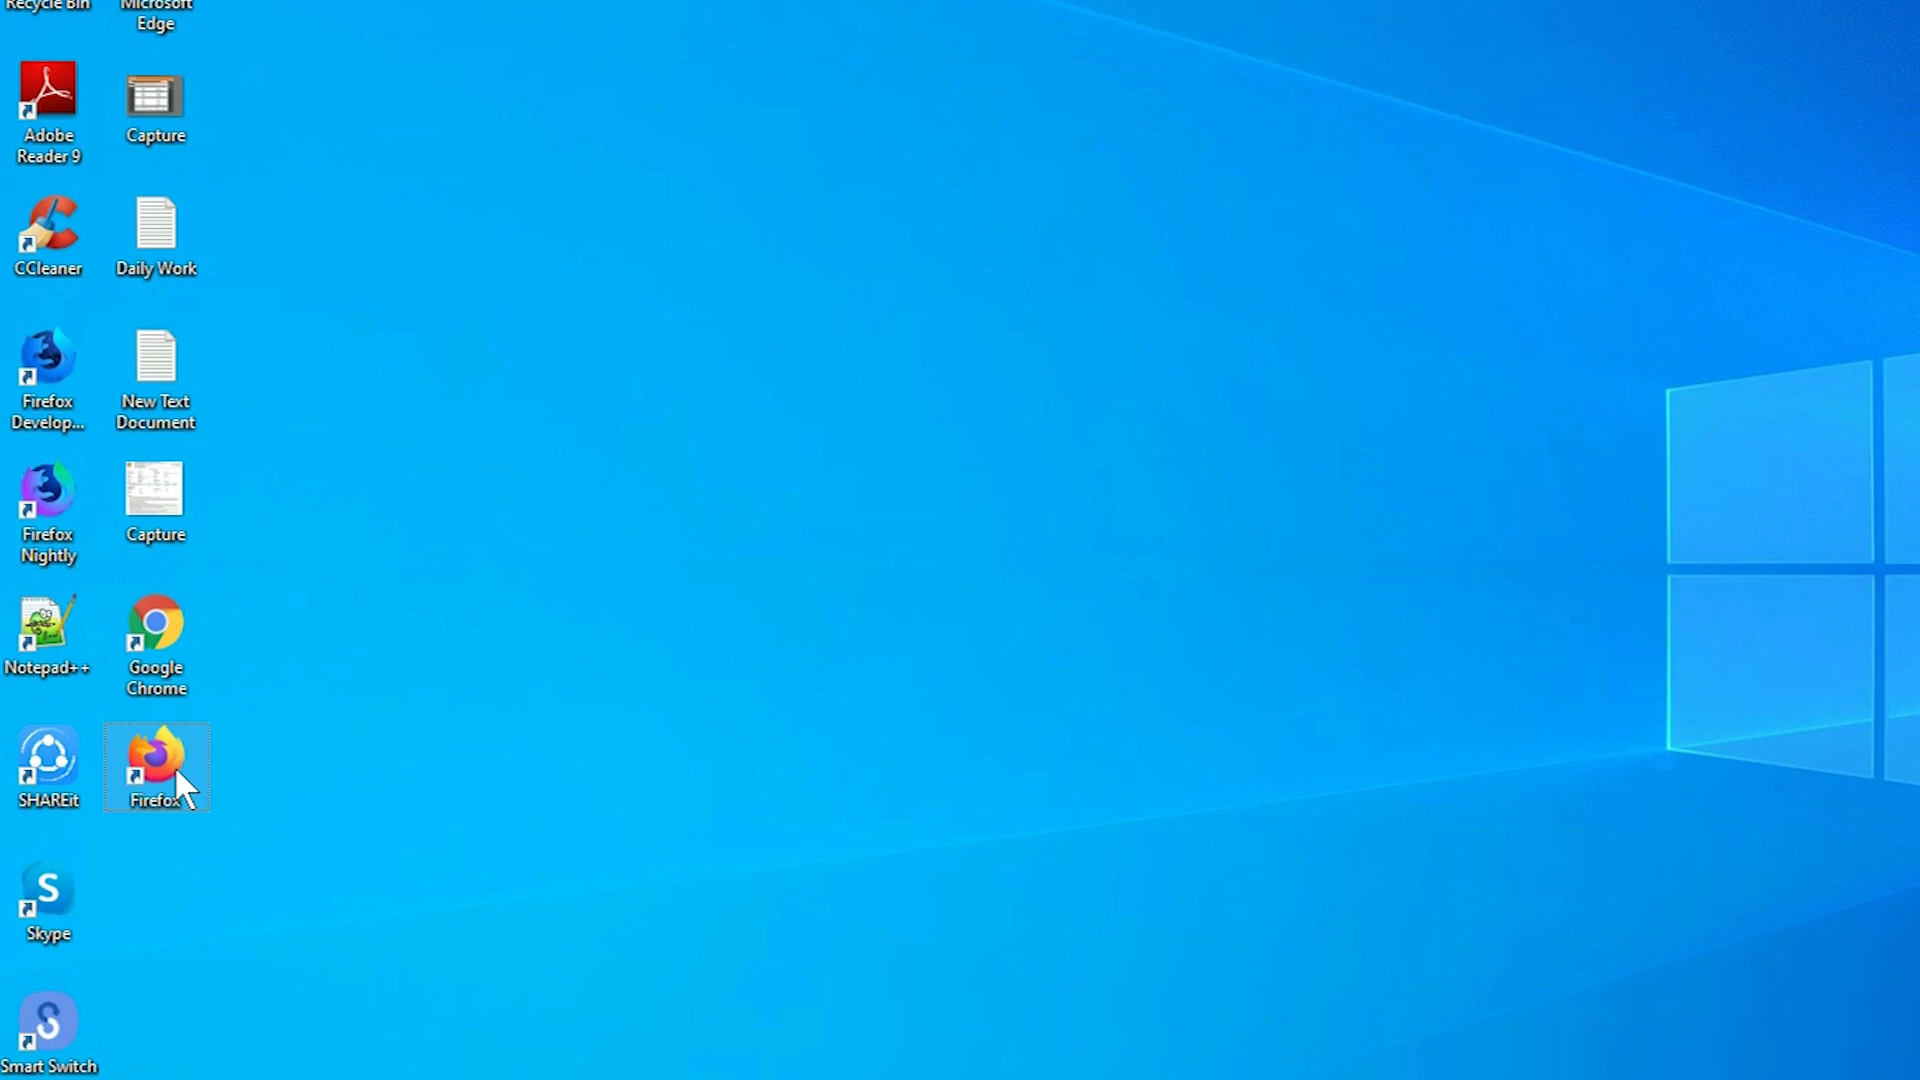 Recycle Bin
Microsoft
Edge
Adobe
Reader 9
Capture
CCleaner
Daily Work
Firefox
Develop...
New Text
Document
Firefox
Nightly
Capture
Notepad++
Google
Chrome
SHAREit
Firefox
Skype
Smart Switch